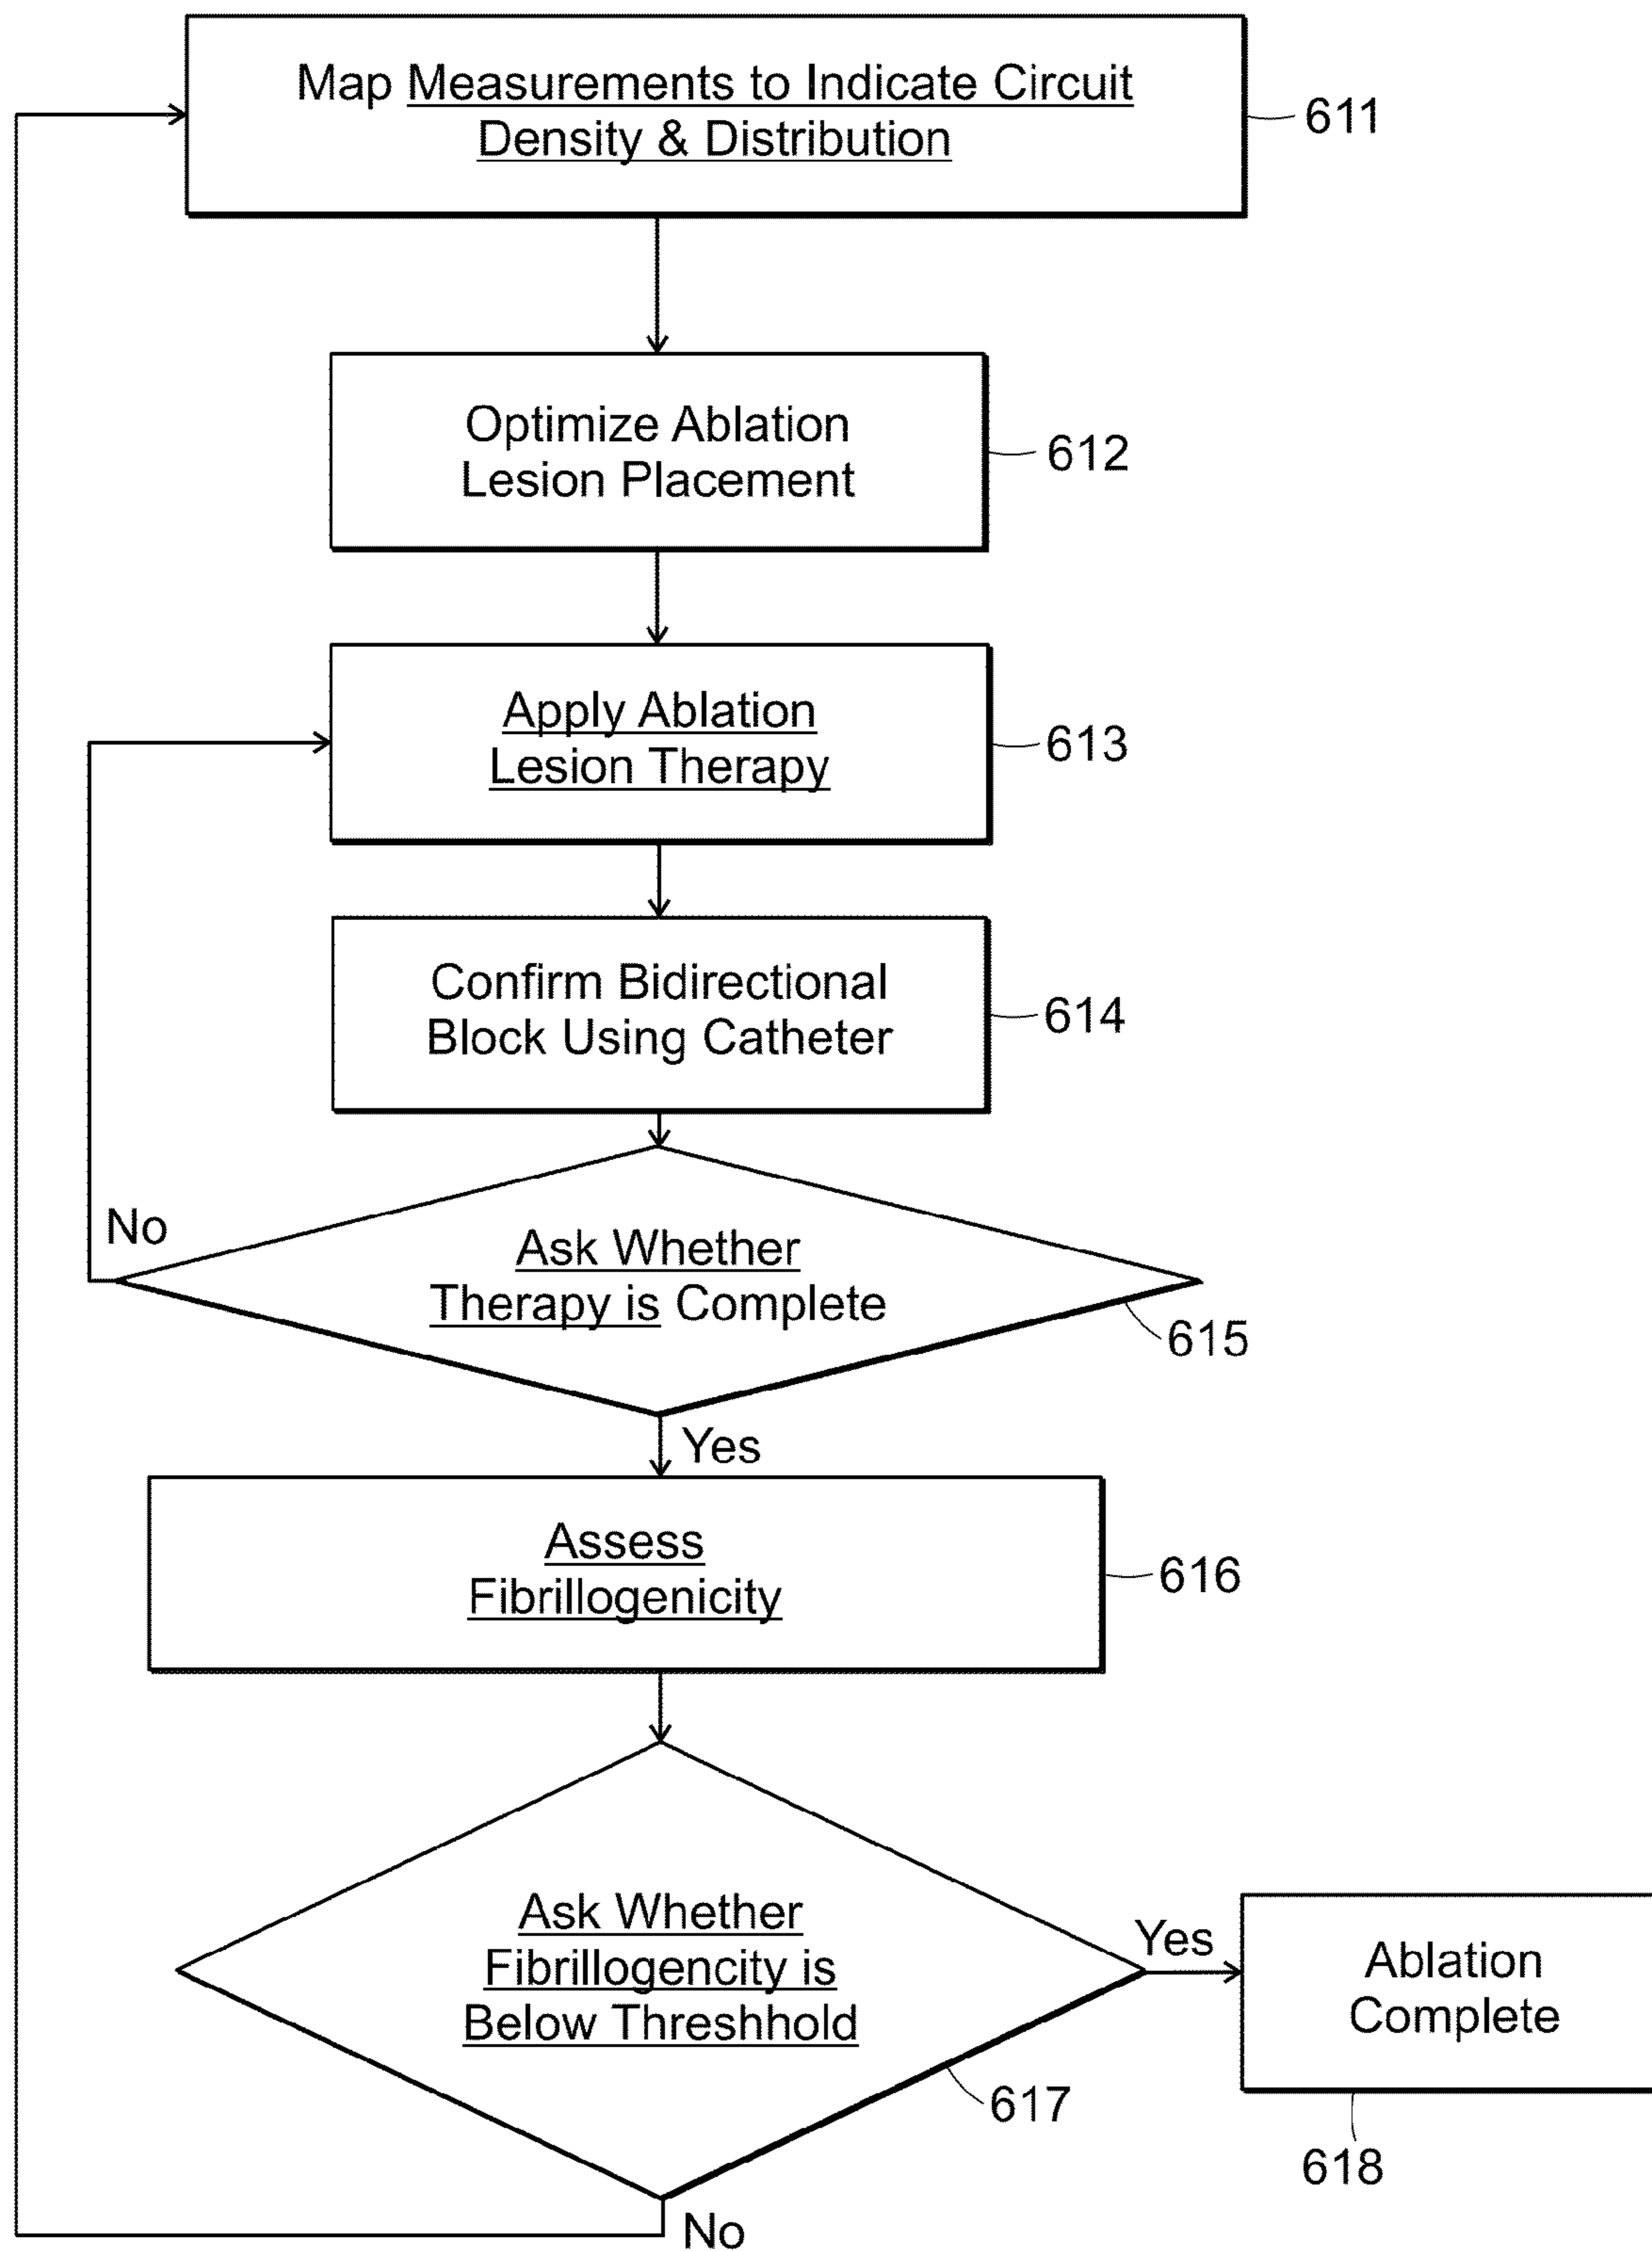 Map Measurements to Indicate Circuit
Density & Distribution
611
Optimize Ablation
Lesion Placement
612
Apply Ablation
Lesion Therapy
613
Confirm Bidirectional
Block Using Catheter
614
No
Ask Whether
Therapy is Complete
615
Yes
Assess
Fibrillogenicity
616
Ask Whether
Fibrillogencity is
Below Threshhold
617
Yes
Ablation
Complete
618
No